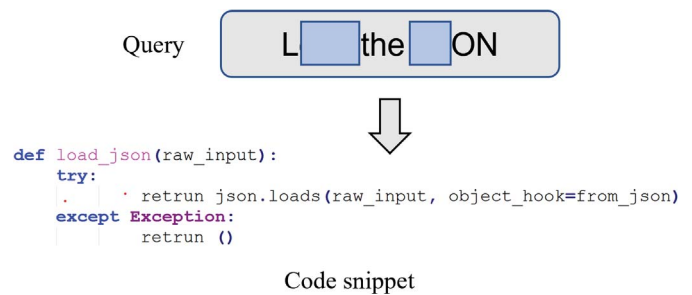 Query
L the ON
def load_json(raw_input):
try:
retrun json.loads(raw_input, object_hook=from_json)
except Exception:
retrun ()
Code snippet